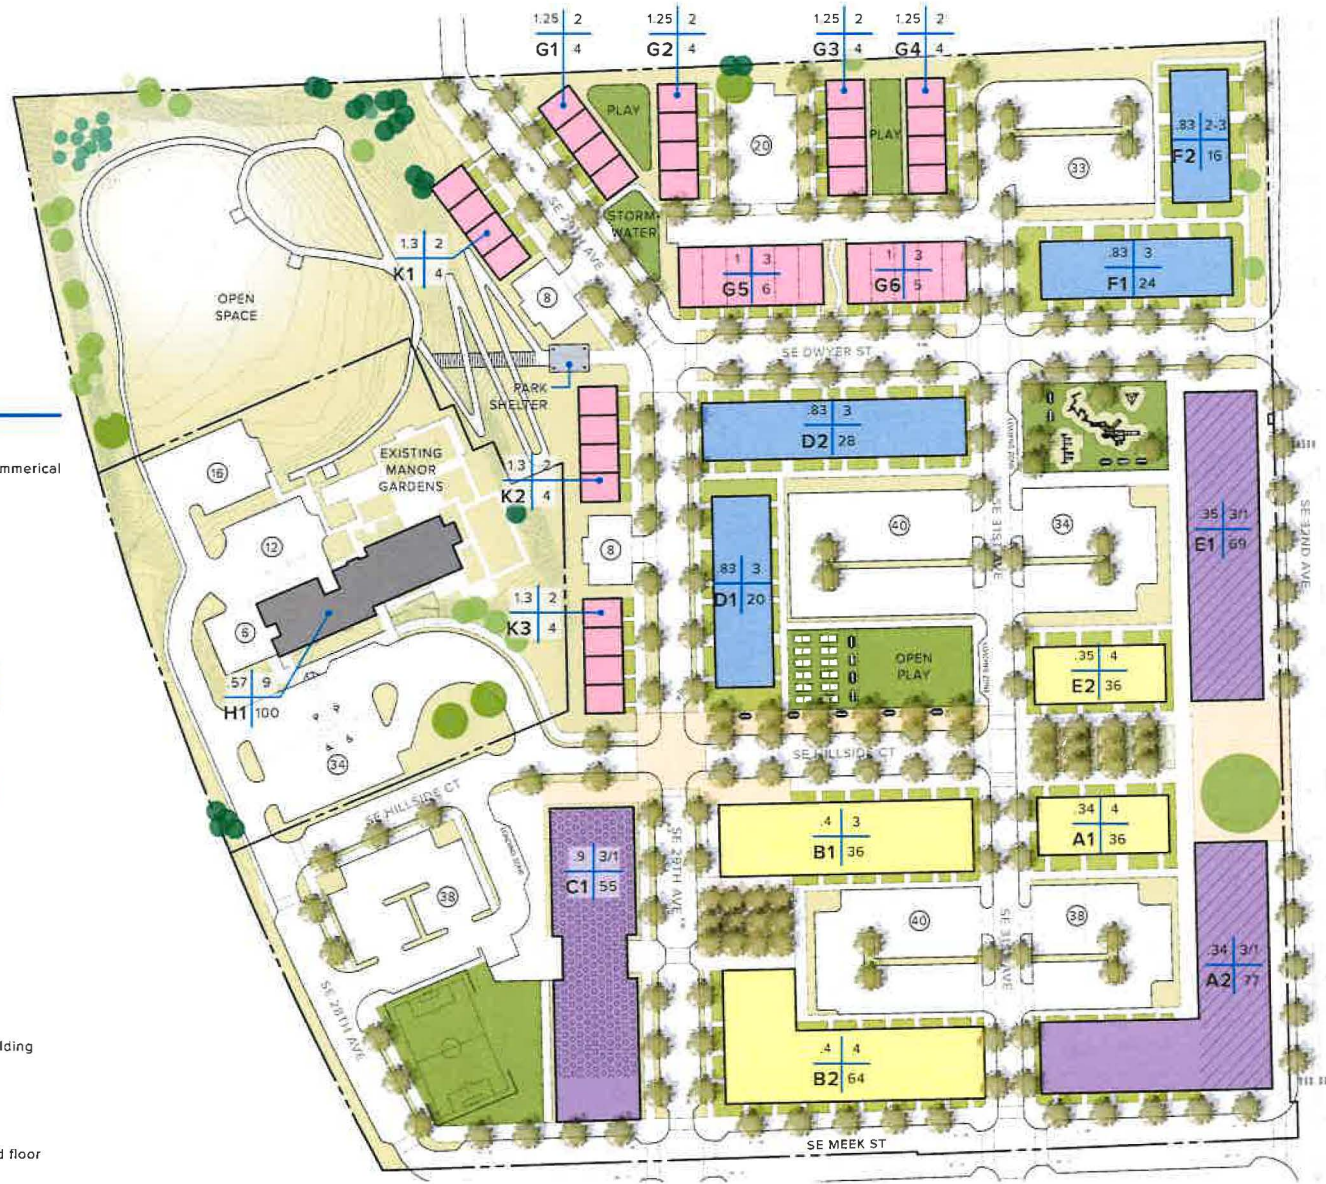 1.25 2
G1 4
1.25 2
G2 4
1.25 2
G3 4
1.25 2
G4 4
PLAY
20
PLAY
33
.83 2-3
F2 16
SE 29TH AVE
STORM-
WATER
1.3 2
K1 4
8
1 3
G5 6
1 3
G6 5
.83 3
F1 24
OPEN
SPACE
SE DWYER ST
PARK
SHELTER
.83 3
D2 28
LOADING ZONE
mmerical
16
EXISTING
MANOR
GARDENS
1.3 2
K2 4
12
8
40
SE 31ST AVE
34
.35 3/1
E1 69
SE 32ND AVE
.83 3
D1 20
1.3 2
K3 4
6
.57 9
H1 100
OPEN
PLAY
LOADING ZONE
.35 4
E2 36
34
SE HILLSIDE CT
SE HILLSIDE CT
LOADING ZONE
.9 3/1
C1 55
SE 29TH AVE
.4 3
B1 36
.34 4
A1 36
38
40
SE 31ST AVE
38
.34 3/1
A2 77
SE 28TH AVE
lding
.4 4
B2 64
SE MEEK ST
d floor